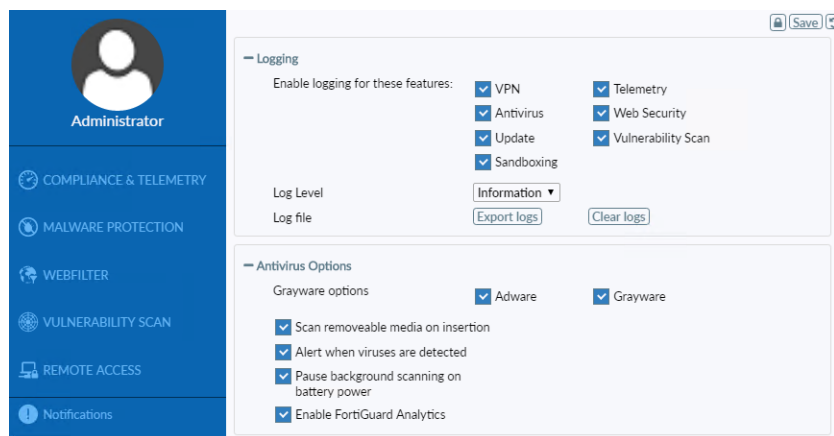 Save
Administrator
COMPLIANCE & TELEMETRY
MALWARE PROTECTION
WEBFILTER
VULNERABILITY SCAN
REMOTE ACCESS
Notifications
Logging
Enable logging for these features:
VPN
Telemetry
Antivirus
Web Security
Update
Vulnerability Scan
Sandboxing
Log Level
Information
Log file
Export logs
Clear logs
Antivirus Options
Grayware options
Adware
Grayware
Scan removeable media on insertion
Alert when viruses are detected
Pause background scanning on
battery power
Enable FortiGuard Analytics